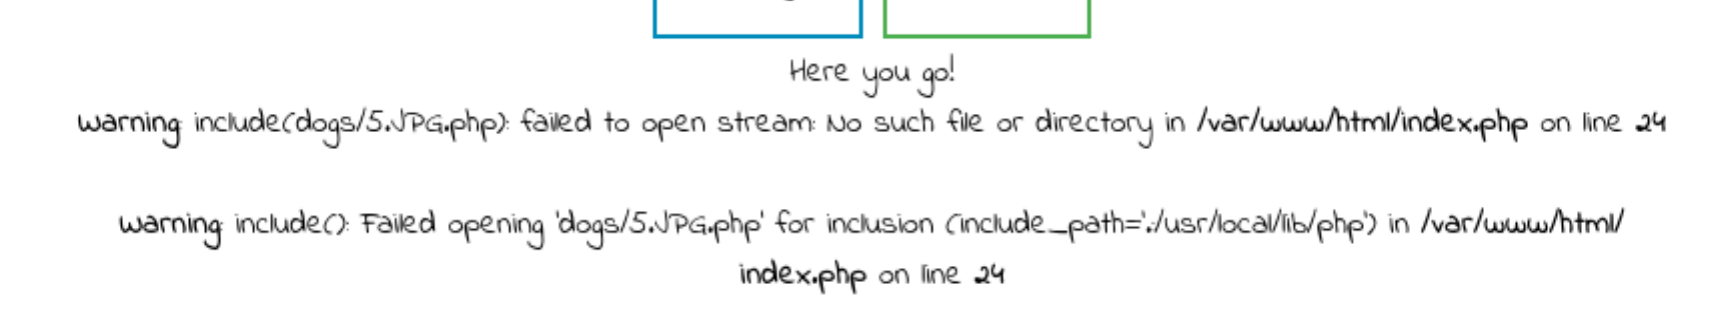 Here you go!
Warning: include(dogs/5.JPG.php): failed to open stream: No such file or directory in /var/www/html/index.php on line 24
Warning: include(): Failed opening 'dogs/5.JPG.php' for inclusion (include_path='.:/usr/local/lib/php') in /var/www/html/
index.php on line 24